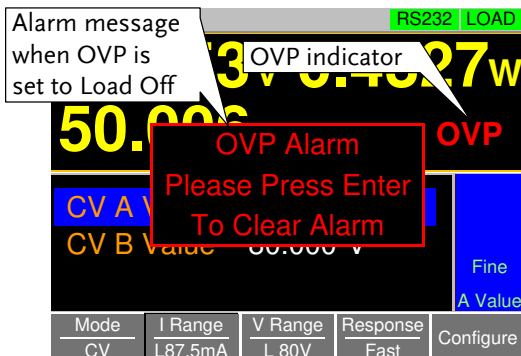 Alarm message
when OVP is
set to Load Off
RS232 LOAD
OVP indicator
3V 27W
50.
OVP
OVP Alarm
Please Press Enter
To Clear Alarm
CV A
CV B Value V
Fine
A Value
Mode
CV
I Range
L87.5mA
V Range
L 80V
Response
Fast
Configure